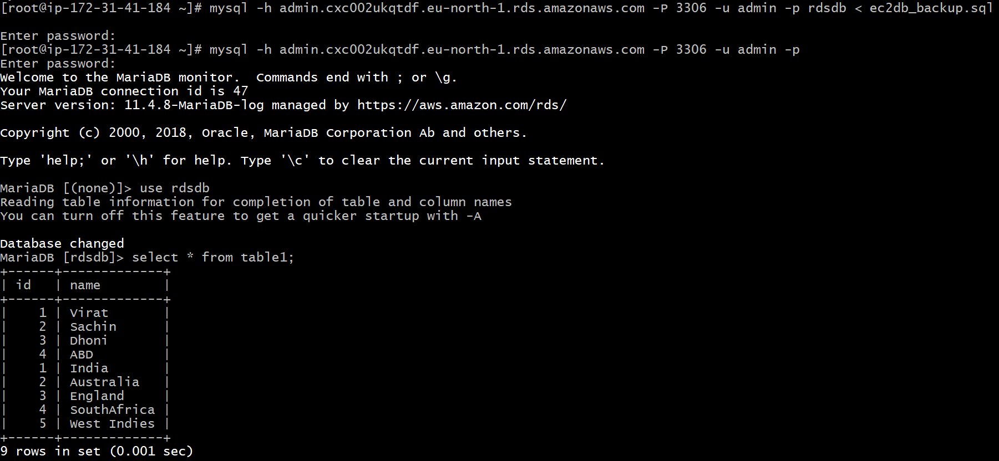 [root@ip-172-31-41-184 ~]# mysql -h admin.cxc002ukqtdf.eu-north-1.rds.amazonaws.com -P 3306 -u admin -p rdsdb < ec2db_backup.sql
Enter password:
[root@ip-172-31-41-184 ~]# mysql -h admin.cxc002ukqtdf.eu-north-1.rds.amazonaws.com -P 3306 -u admin -p
Enter password:
Welcome to the MariaDB monitor.  Commands end with ; or \g.
Your MariaDB connection id is 47
Server version: 11.4.8-MariaDB-log managed by https://aws.amazon.com/rds/
Copyright (c) 2000, 2018, Oracle, MariaDB Corporation Ab and others.
Type 'help;' or '\h' for help. Type '\c' to clear the current input statement.
MariaDB [(none)]> use rdsdb
Reading table information for completion of table and column names
You can turn off this feature to get a quicker startup with -A
Database changed
MariaDB [rdsdb]> select * from table1;
+------+-------------+
| id   | name        |
+------+-------------+
|    1 | Virat       |
|    2 | Sachin      |
|    3 | Dhoni       |
|    4 | ABD         |
|    1 | India       |
|    2 | Australia   |
|    3 | England     |
|    4 | SouthAfrica |
|    5 | West Indies |
+------+-------------+
9 rows in set (0.001 sec)